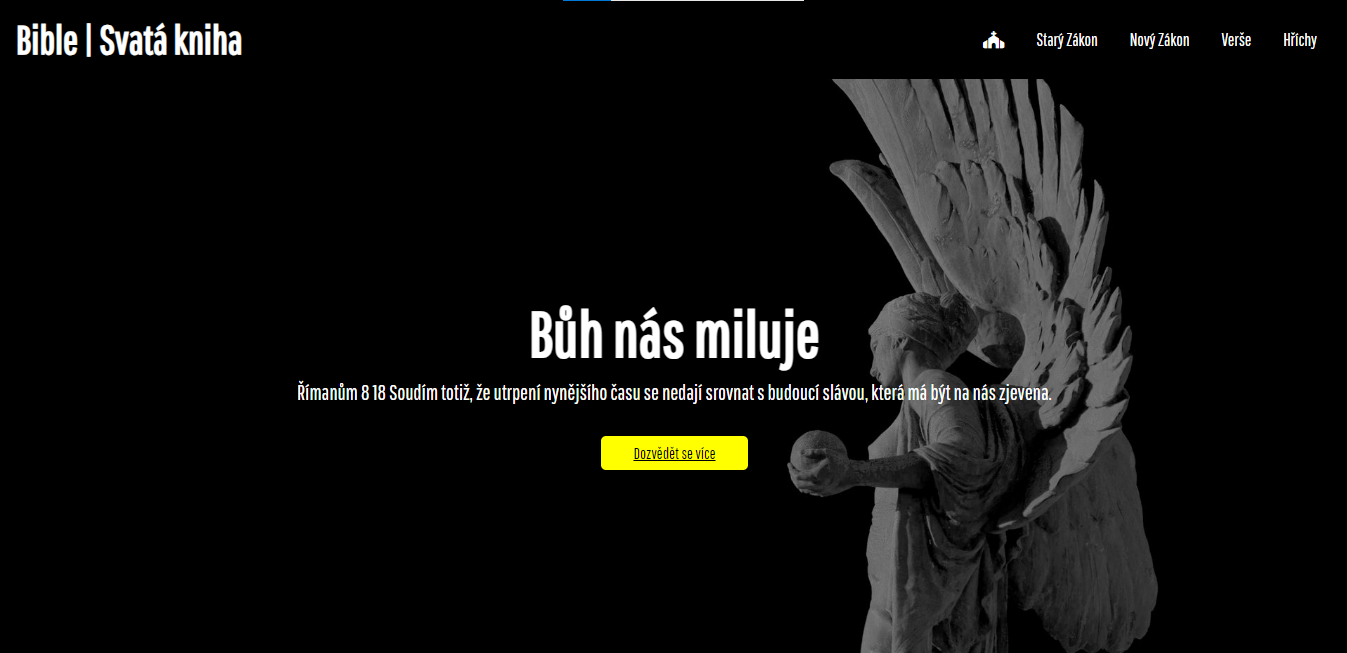 Bible | Svatá kniha
Starý Zákon
Nový Zákon
Verše
Hříchy
Bůh nás miluje
Římanům 8 18 Soudím totiž, že utrpení nynějšího času se nedají srovnat s budoucí slávou, která má být na nás zjevena.
Dozvědět se více